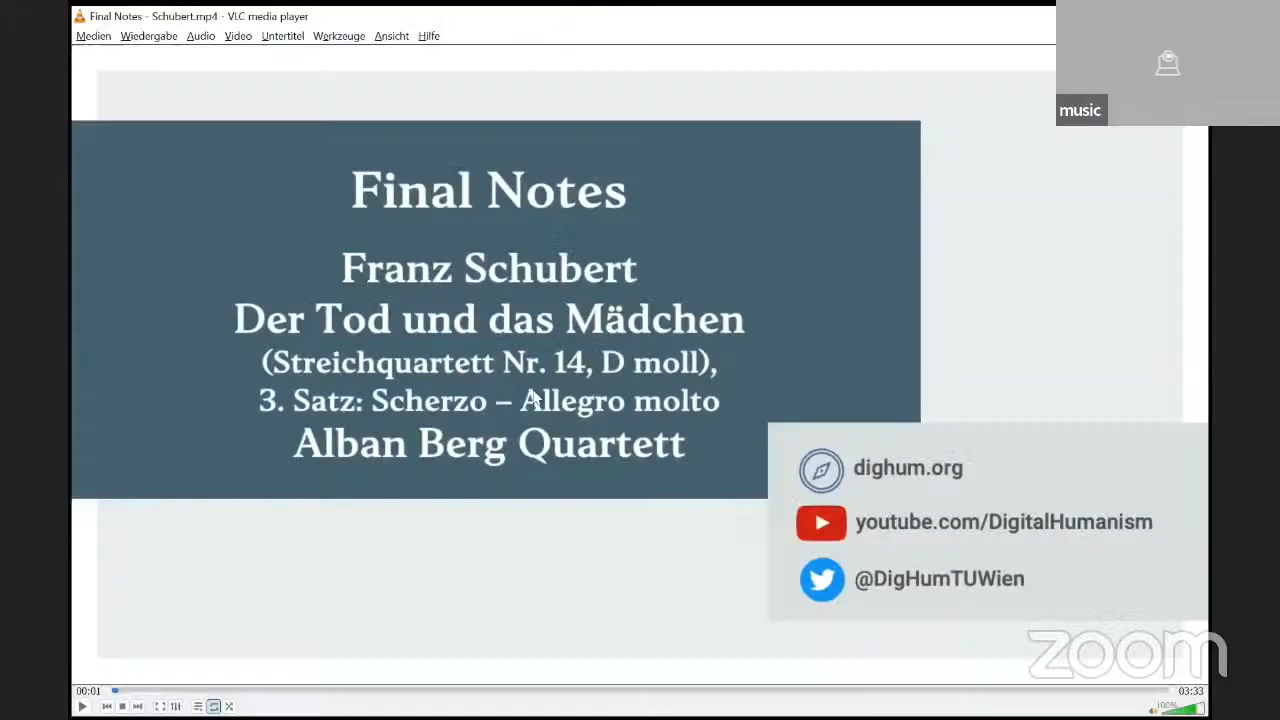 Final Notes - Schubert.mp4 - VLC media player
Medien Wiedergabe Audio Video Untertitel Werkzeuge Ansicht Hilfe
music
Final Notes
Franz Schubert
Der Tod und das Mädchen
(Streichquartett Nr. 14, D moll),
3. Satz: Scherzo – Allegro molto
Alban Berg Quartett
dighum.org
youtube.com/DigitalHumanism
@DigHumTUWien
zoom
00:01
03:33
100%